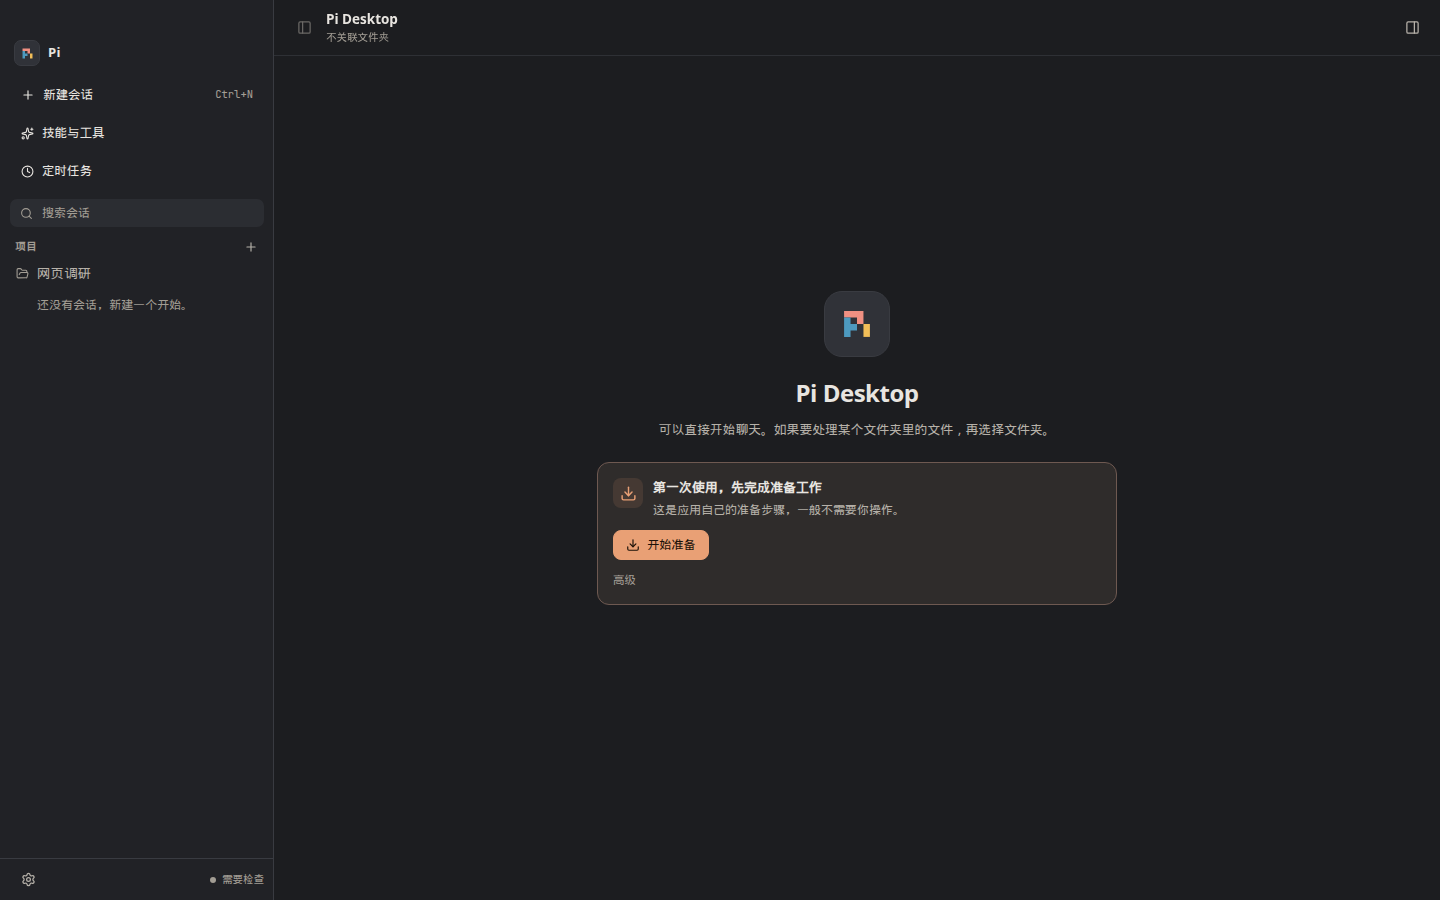 Pi
新建会话
Ctrl+N
技能与工具
定时任务
搜索会话
项目
网页调研
还没有会话，新建一个开始。
需要检查
Pi Desktop
不关联文件夹
Pi Desktop
可以直接开始聊天。如果要处理某个文件夹里的文件，再选择文件夹。
第一次使用，先完成准备工作
这是应用自己的准备步骤，一般不需要你操作。
开始准备
高级